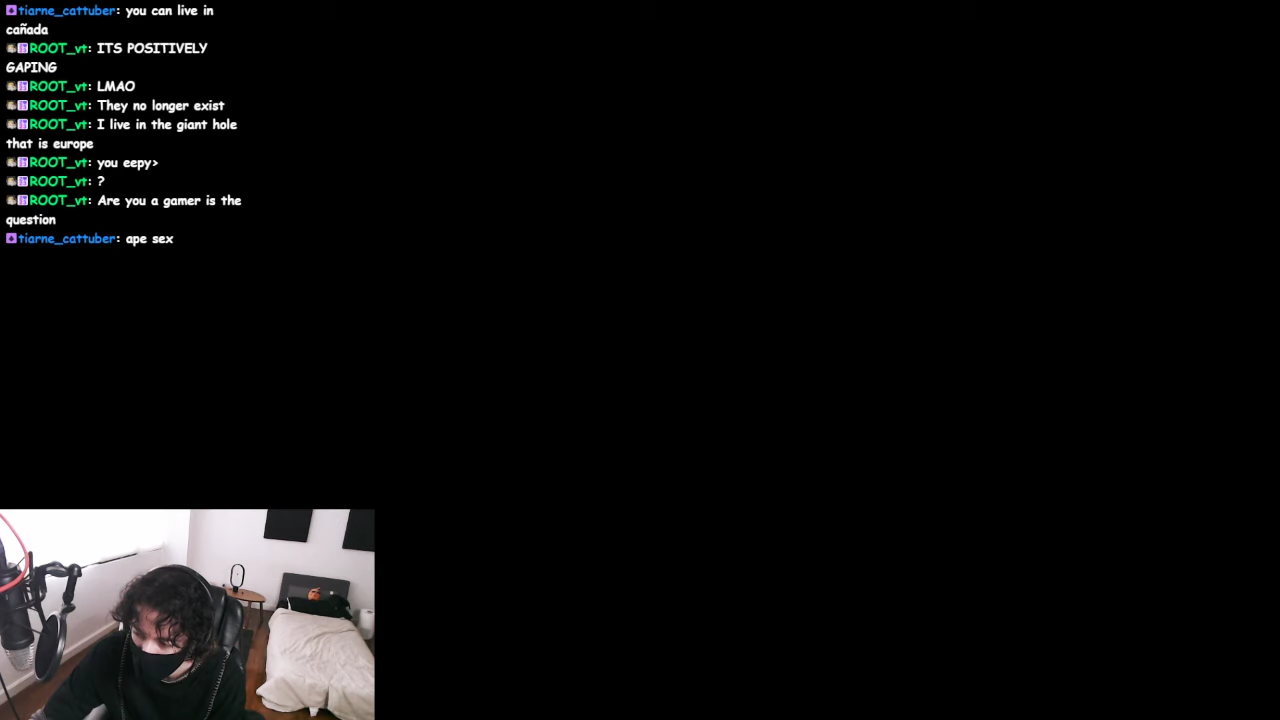 tiarne_cattuber: you can live in
cañada
ROOT_vt: ITS POSITIVELY
GAPING
ROOT_vt: LMAO
ROOT_vt: They no longer exist
ROOT_vt: I live in the giant hole
that is europe
ROOT_vt: you eepy>
ROOT_vt: ?
ROOT_vt: Are you a gamer is the
question
tiarne_cattuber: ape sex